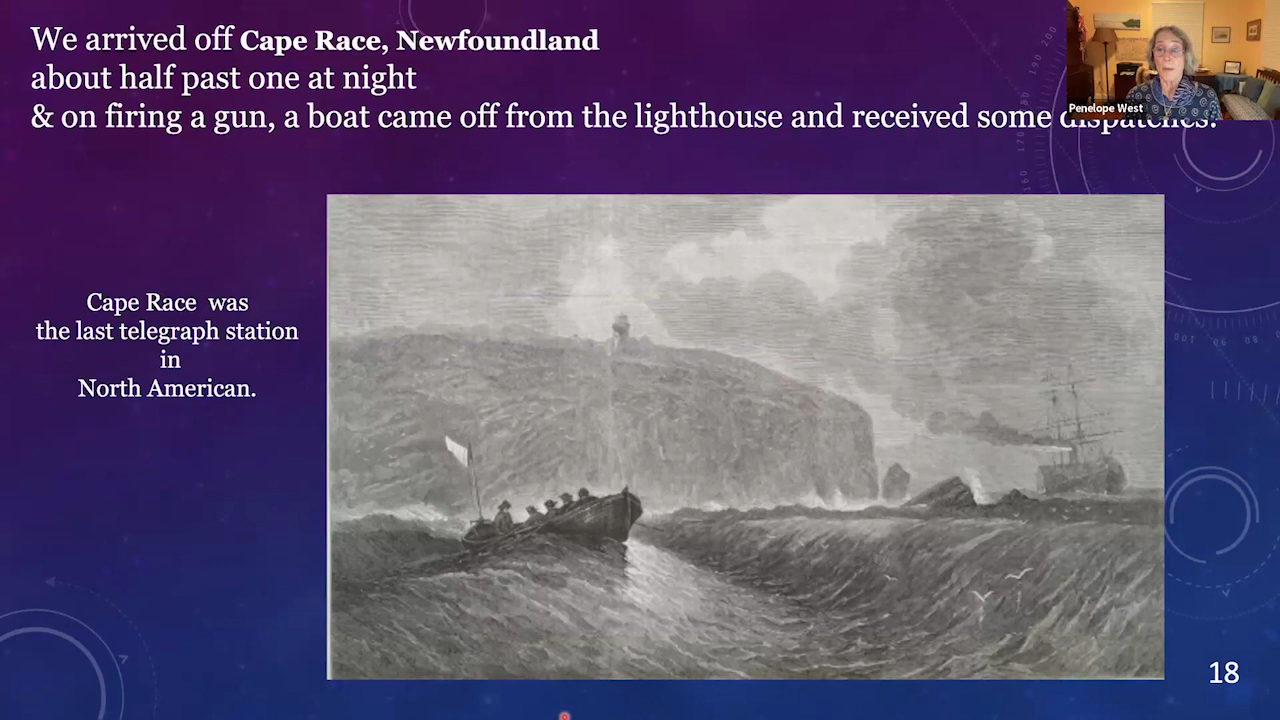 We arrived off Cape Race, Newfoundland
about half past one at night
& on firing a gun, a boat came off from the lighthouse and received some dispatches.
Penelope West
Cape Race was
the last telegraph station
in
North American.
18